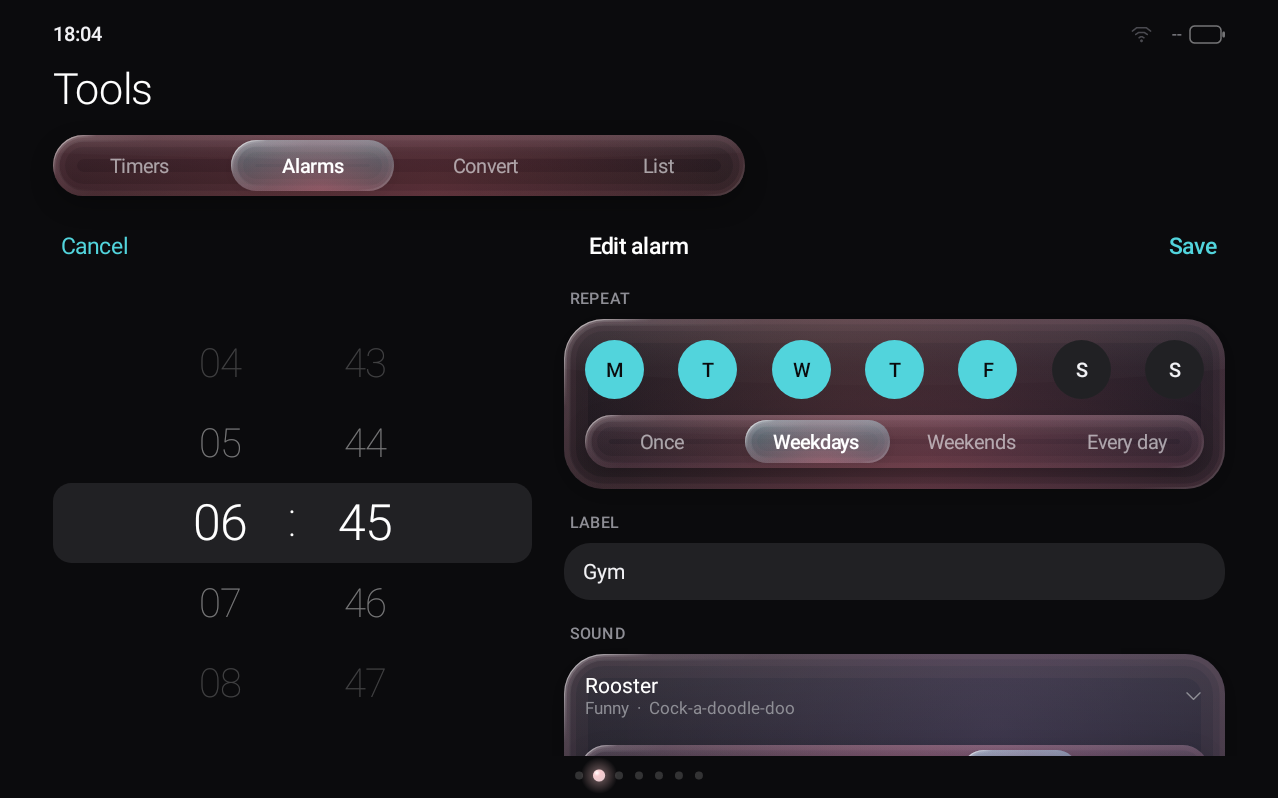 18:04
--
Tools
Timers Alarms Convert List
Cancel Edit alarm Save
REPEAT
M T W T F S S
Once Weekdays Weekends Every day
04 43
05 44
06 : 45
07 46
08 47
LABEL
Gym
SOUND
Rooster
Funny · Cock-a-doodle-doo